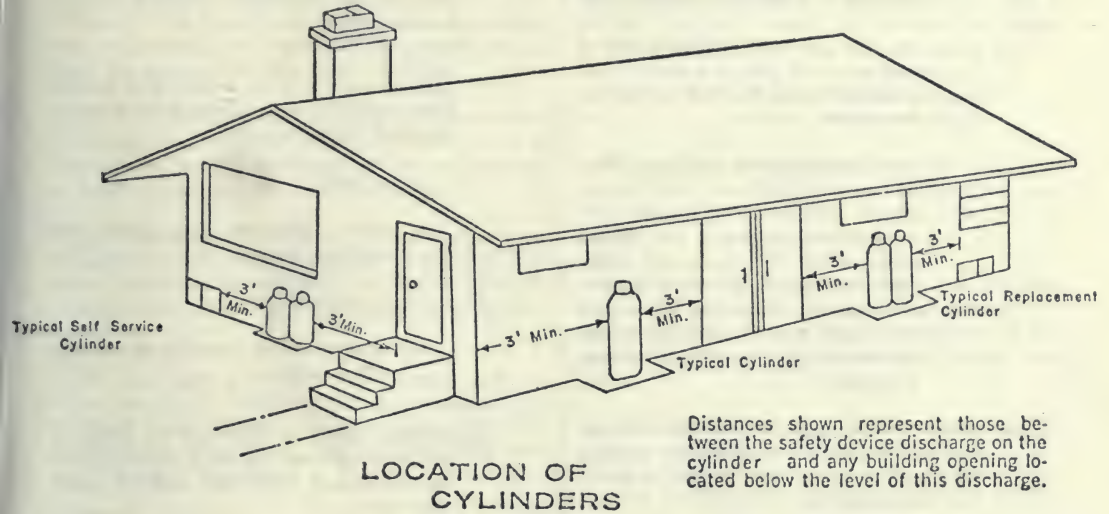 3'
Min.
3' Min.
Typical Self Service
Cylinder
3' Min.
3'
Min.
Typical Cylinder
3'
Min.
3'
Min.
Typical Replacement
Cylinder
Distances shown represent those be-
tween the safety device discharge on the
cylinder and any building opening lo-
cated below the level of this discharge.
LOCATION OF
CYLINDERS